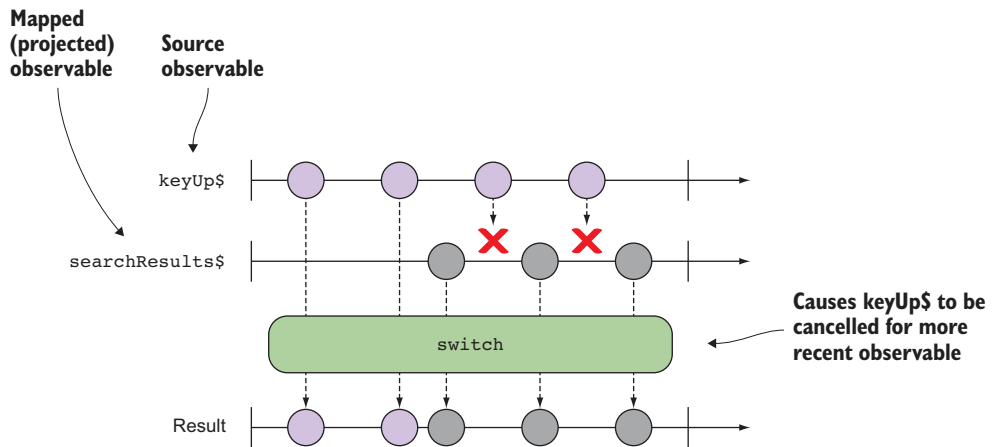 Mapped
(projected)
observable
Source
observable
keyUp$
searchResults$
switch
Causes keyUp$ to be
cancelled for more
recent observable
Result